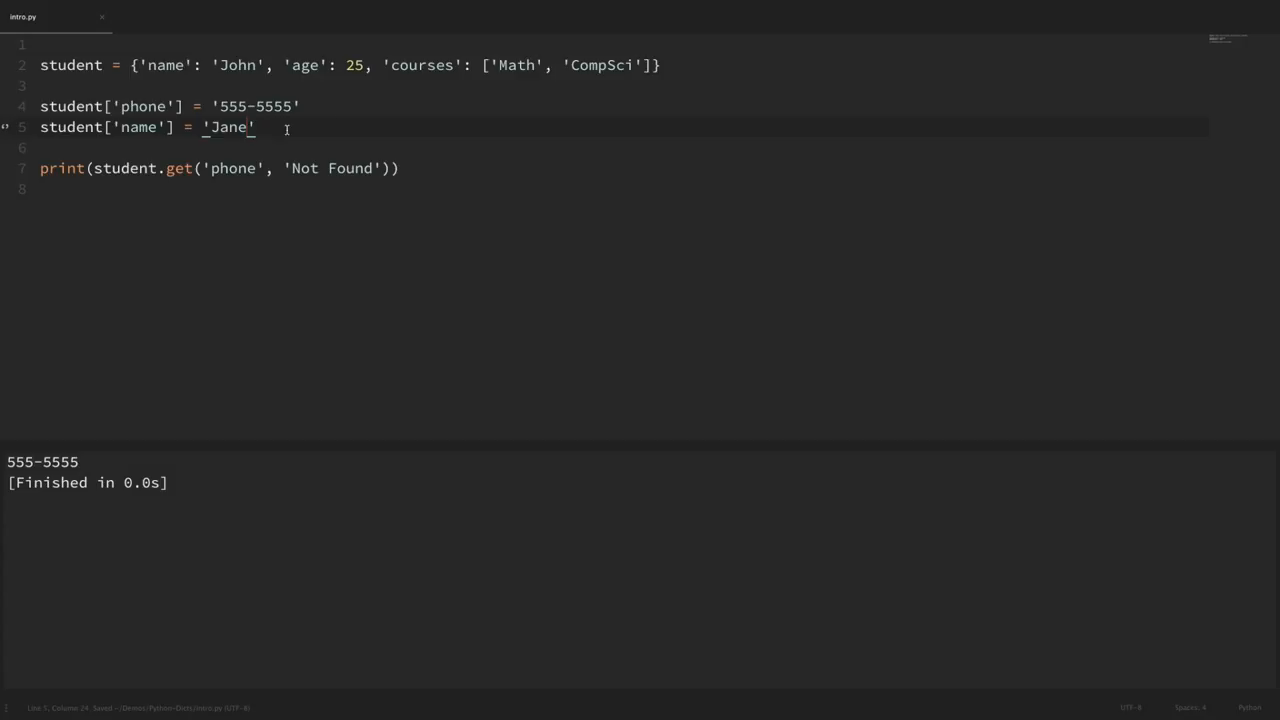 intro.py ×
1
2 student = {'name': 'John', 'age': 25, 'courses': ['Math', 'CompSci']}
3
4 student['phone'] = '555-5555'
5 student['name'] = 'Jane'
6
7 print(student.get('phone', 'Not Found'))
8
555-5555
[Finished in 0.0s]
Line 5, Column 24 Saved ~/Demos/Python-Dicts/intro.py (UTF-8) UTF-8 Spaces: 4 Python